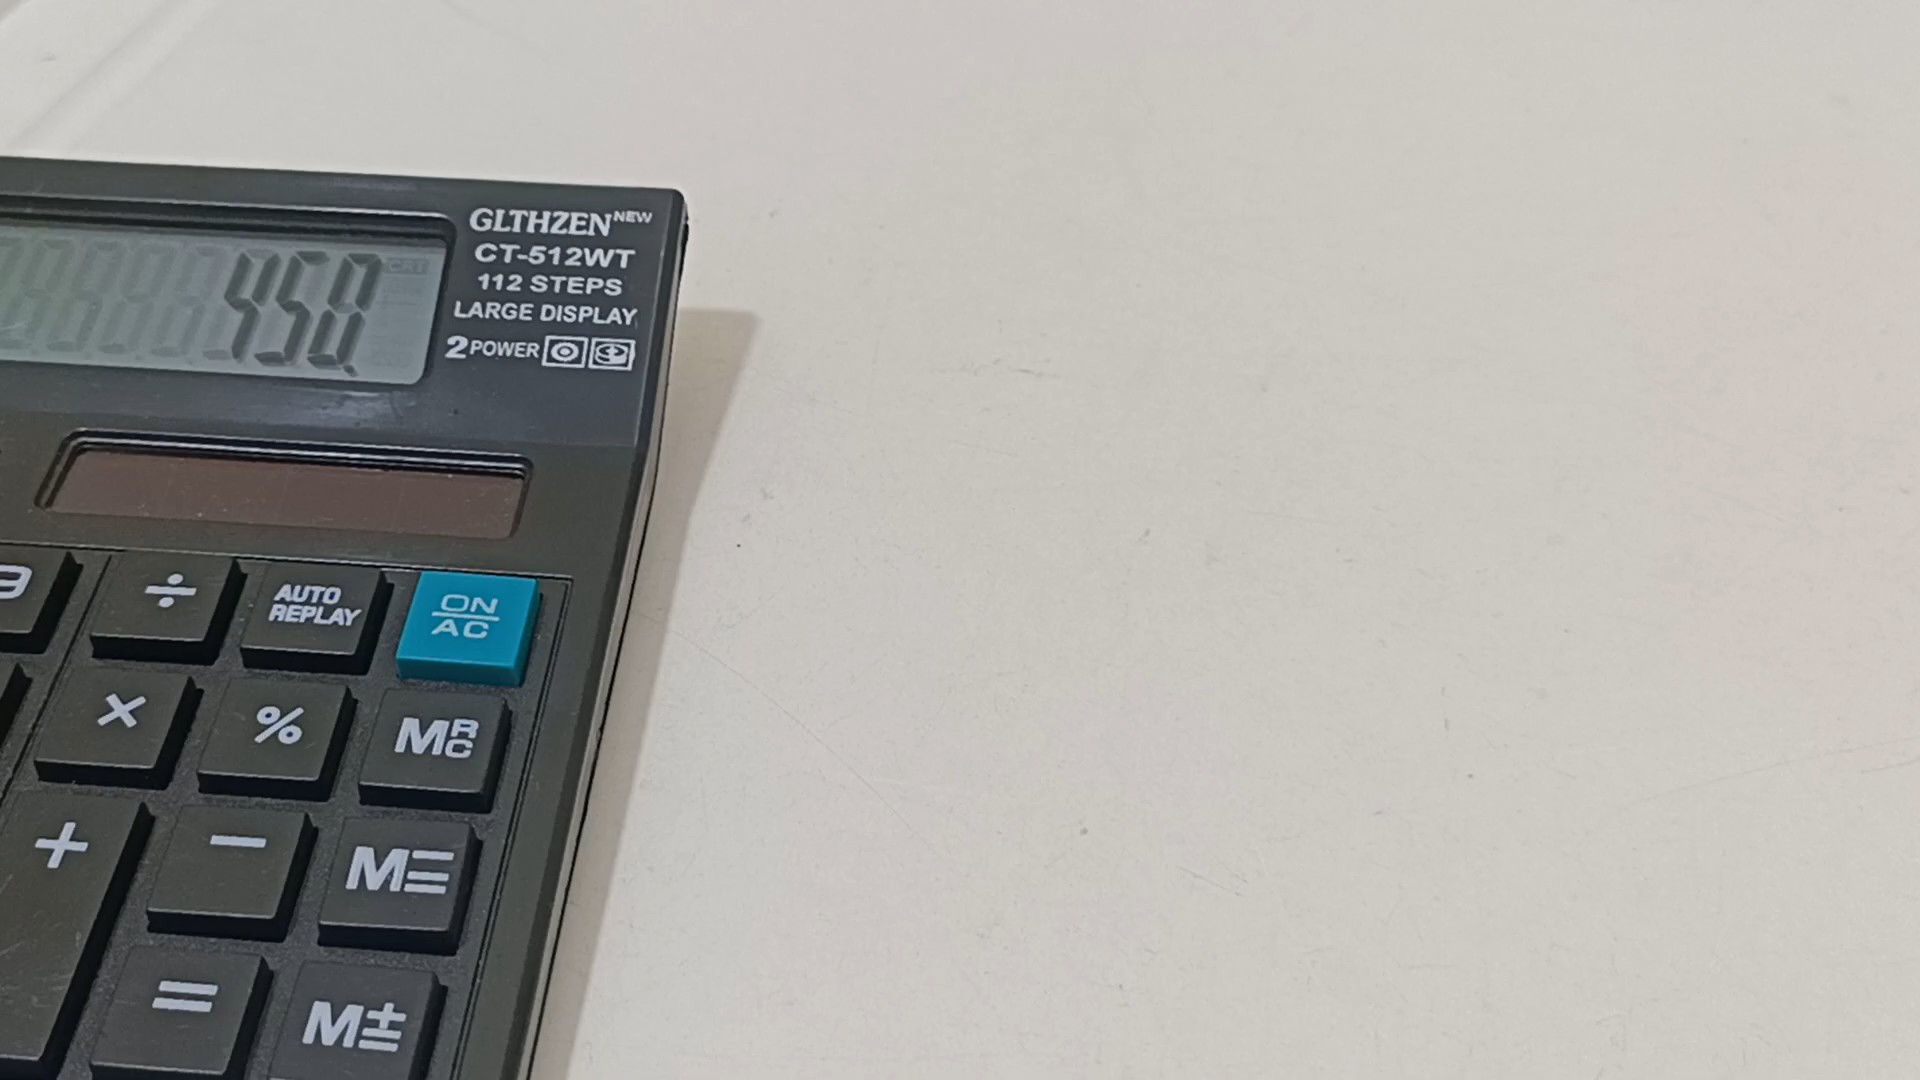 GLTHZEN NEW
CT-512WT
112 STEPS
LARGE DISPLAY
2 POWER
458.
÷ AUTO REPLAY ON/AC
× % MRC
+ − M=
= M±